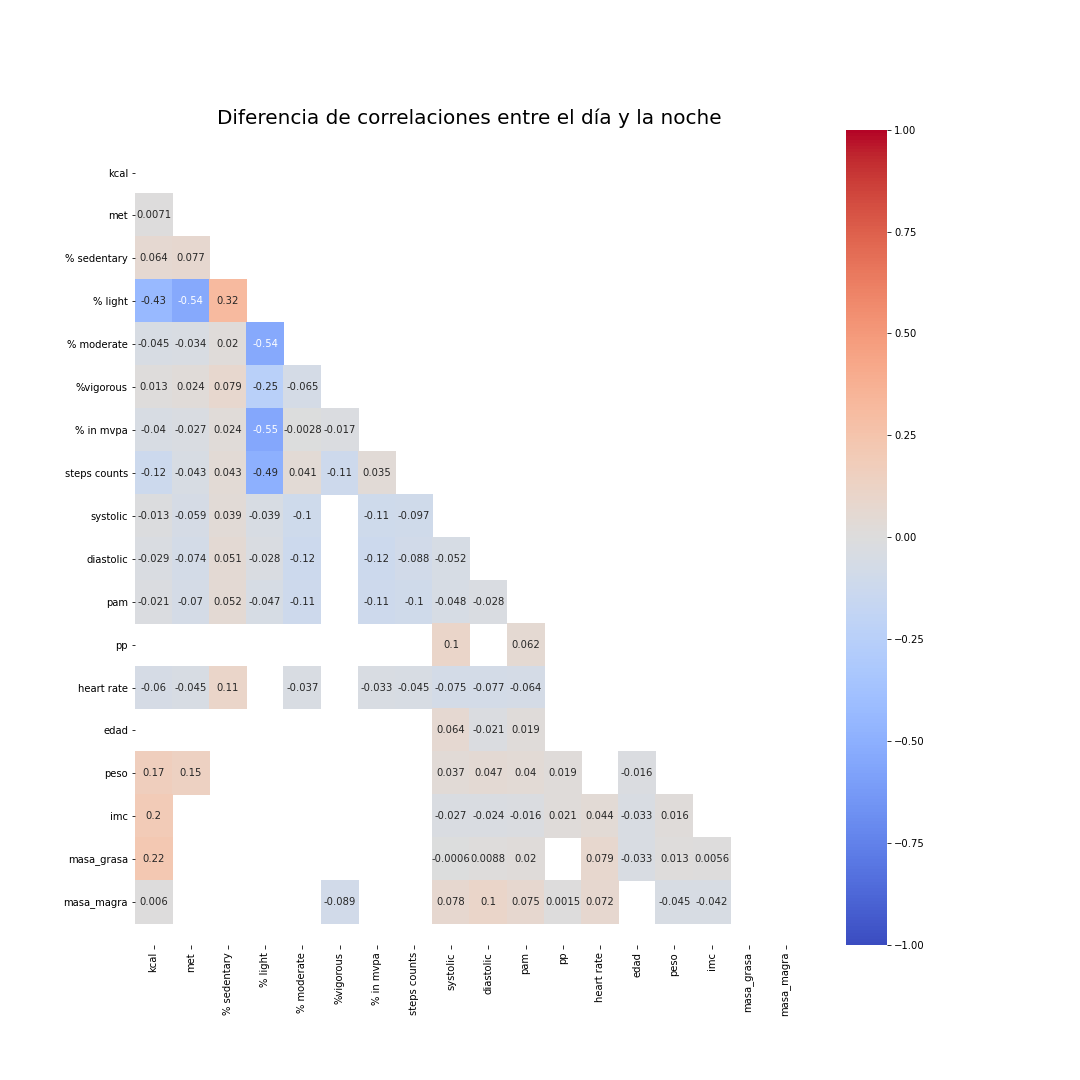 Diferencia de correlaciones entre el día y la noche
1.00
kcal
met 0.0071
0.75
% sedentary 0.064 0.077
% light -0.43 -0.54 0.32
% moderate -0.045 -0.034 0.02 -0.54
0.50
%vigorous 0.013 0.024 0.079 -0.25 -0.065
% in mvpa -0.04 -0.027 0.024 -0.55 -0.0028 -0.017
0.25
steps counts -0.12 -0.043 0.043 -0.49 0.041 -0.11 0.035
systolic -0.013 -0.059 0.039 -0.039 -0.1 -0.11 -0.097
0.00
diastolic -0.029 -0.074 0.051 -0.028 -0.12 -0.12 -0.088 -0.052
pam -0.021 -0.07 0.052 -0.047 -0.11 -0.11 -0.1 -0.048 -0.028
−0.25
pp 0.1 0.062
heart rate -0.06 -0.045 0.11 -0.037 -0.033 -0.045 -0.075 -0.077 -0.064
edad 0.064 -0.021 0.019
−0.50
peso 0.17 0.15 0.037 0.047 0.04 0.019 -0.016
imc 0.2 -0.027 -0.024 -0.016 0.021 0.044 -0.033 0.016
−0.75
masa_grasa 0.22 -0.0006 0.0088 0.02 0.079 -0.033 0.013 0.0056
masa_magra 0.006 -0.089 0.078 0.1 0.075 0.0015 0.072 -0.045 -0.042
−1.00
kcal
met
% sedentary
% light
% moderate
%vigorous
% in mvpa
steps counts
systolic
diastolic
pam
pp
heart rate
edad
peso
imc
masa_grasa
masa_magra